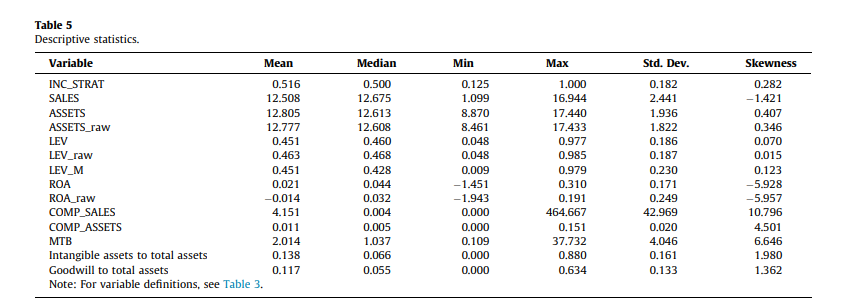 Table 5
Descriptive statistics.
Variable Mean Median Min Max Std. Dev. Skewness
INC_STRAT 0.516 0.500 0.125 1.000 0.182 0.282
SALES 12.508 12.675 1.099 16.944 2.441 −1.421
ASSETS 12.805 12.613 8.870 17.440 1.936 0.407
ASSETS_raw 12.777 12.608 8.461 17.433 1.822 0.346
LEV 0.451 0.460 0.048 0.977 0.186 0.070
LEV_raw 0.463 0.468 0.048 0.985 0.187 0.015
LEV_M 0.451 0.428 0.009 0.979 0.230 0.123
ROA 0.021 0.044 −1.451 0.310 0.171 −5.928
ROA_raw −0.014 0.032 −1.943 0.191 0.249 −5.957
COMP_SALES 4.151 0.004 0.000 464.667 42.969 10.796
COMP_ASSETS 0.011 0.005 0.000 0.151 0.020 4.501
MTB 2.014 1.037 0.109 37.732 4.046 6.646
Intangible assets to total assets 0.138 0.066 0.000 0.880 0.161 1.980
Goodwill to total assets 0.117 0.055 0.000 0.634 0.133 1.362
Note: For variable definitions, see Table 3.